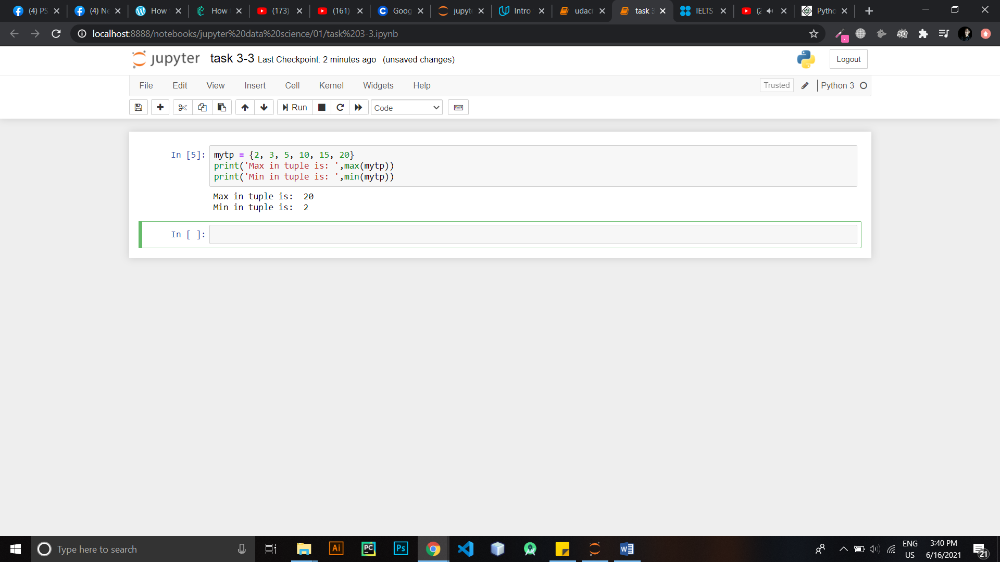 (4) PS (4) Ne How How (173) (161) Goog jupyt Intro udaci task 3 IELTS (2 Pytho
localhost:8888/notebooks/jupyter%20data%20science/01/task%203-3.ipynb
jupyter task 3-3 Last Checkpoint: 2 minutes ago (unsaved changes) Logout
File Edit View Insert Cell Kernel Widgets Help Trusted Python 3
Run Code
In [5]: mytp = {2, 3, 5, 10, 15, 20}
print('Max in tuple is: ',max(mytp))
print('Min in tuple is: ',min(mytp))
Max in tuple is:  20
Min in tuple is:  2
In [ ]:
Type here to search Ai PC Ps W ENG 3:40 PM
US 6/16/2021 21